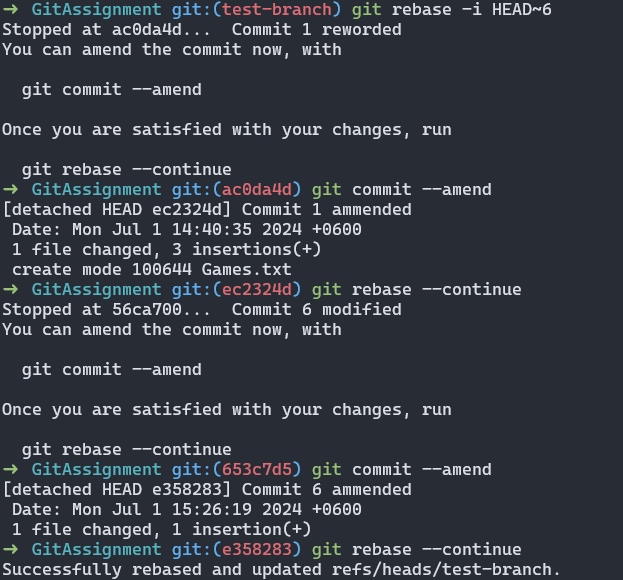 ➜ GitAssignment git:(test-branch) git rebase -i HEAD~6
Stopped at ac0da4d...  Commit 1 reworded
You can amend the commit now, with
  git commit --amend
Once you are satisfied with your changes, run
  git rebase --continue
➜ GitAssignment git:(ac0da4d) git commit --amend
[detached HEAD ec2324d] Commit 1 ammended
 Date: Mon Jul 1 14:40:35 2024 +0600
 1 file changed, 3 insertions(+)
 create mode 100644 Games.txt
➜ GitAssignment git:(ec2324d) git rebase --continue
Stopped at 56ca700...  Commit 6 modified
You can amend the commit now, with
  git commit --amend
Once you are satisfied with your changes, run
  git rebase --continue
➜ GitAssignment git:(653c7d5) git commit --amend
[detached HEAD e358283] Commit 6 ammended
 Date: Mon Jul 1 15:26:19 2024 +0600
 1 file changed, 1 insertion(+)
➜ GitAssignment git:(e358283) git rebase --continue
Successfully rebased and updated refs/heads/test-branch.